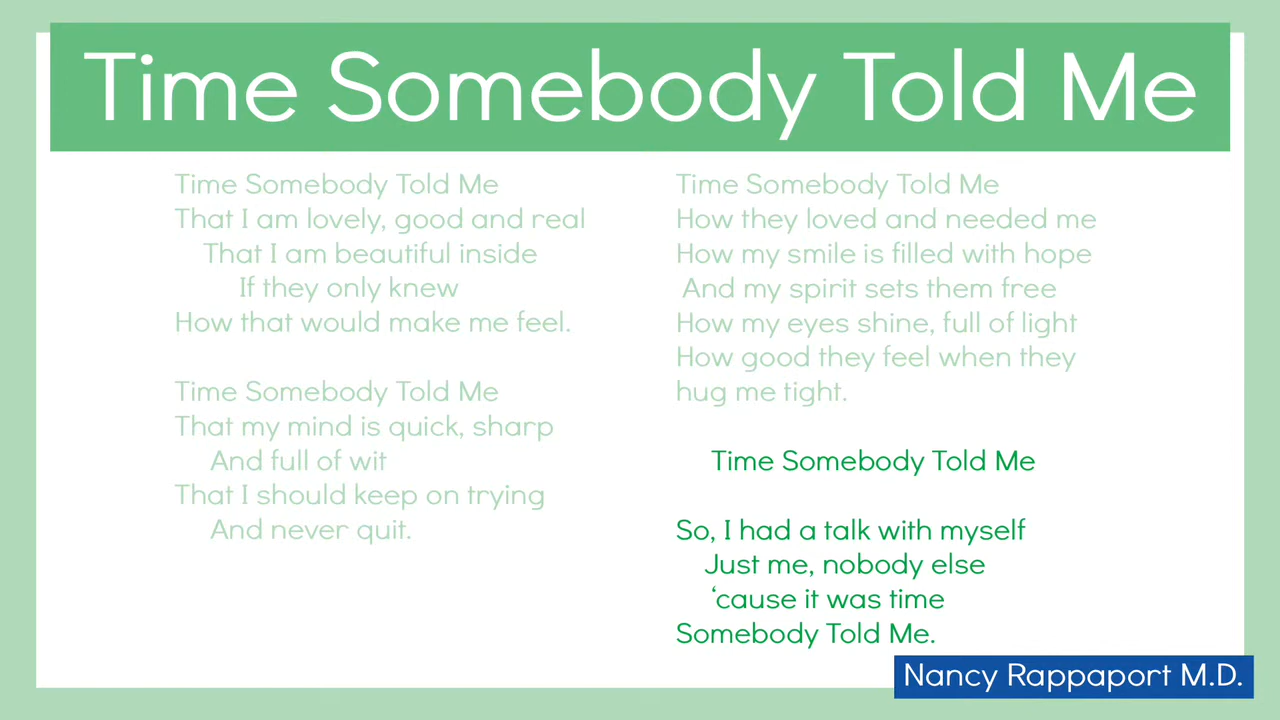 Time Somebody Told Me
Time Somebody Told Me
That I am lovely, good and real
That I am beautiful inside
If they only knew
How that would make me feel.
Time Somebody Told Me
That my mind is quick, sharp
And full of wit
That I should keep on trying
And never quit.
Time Somebody Told Me
How they loved and needed me
How my smile is filled with hope
And my spirit sets them free
How my eyes shine, full of light
How good they feel when they
hug me tight.
Time Somebody Told Me
So, I had a talk with myself
Just me, nobody else
‘cause it was time
Somebody Told Me.
Nancy Rappaport M.D.